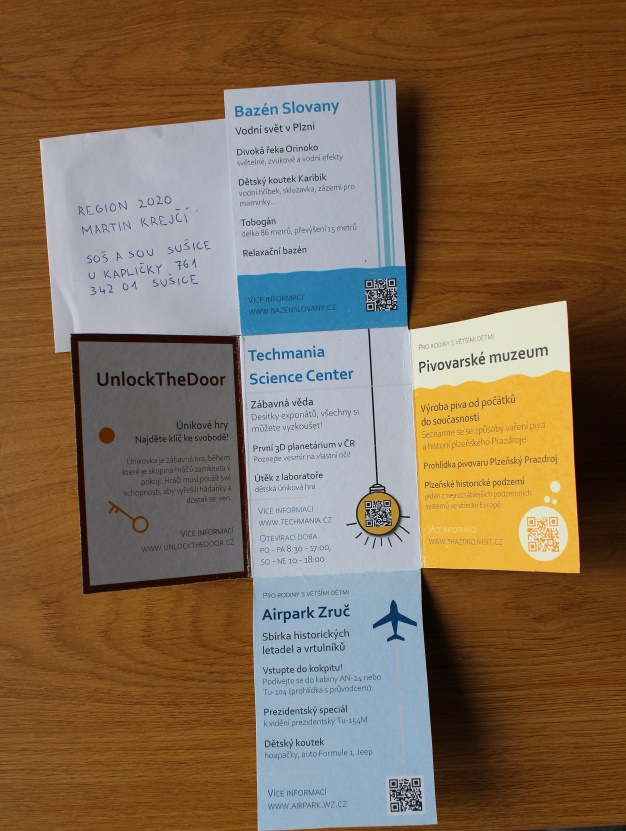 REGION 2020
MARTIN KREJČÍ
SOŠ A SOU SUŠICE
U KAPLIČKY 761
342 01 SUŠICE
Bazén Slovany
Vodní svět v Plzni
Divoká řeka Orinoko
světelné, zvukové a vodní efekty
Dětský koutek Karibik
vodní hříbek, skluzavka, zázemí pro
maminky...
Tobogán
délka 86 metrů, převýšení 15 metrů
Relaxační bazén
Více informací
www.bazenslovany.cz
UnlockTheDoor
Únikové hry
Najděte klíč ke svobodě!
Únikovka je zábavná hra, během
které je skupina hráčů zamknuta v
pokoji. Hráči musí použít své
schopnosti, aby vyřešili hádanky a
dostali se ven.
Více informací
www.unlockthedoor.cz
Techmania
Science Center
Zábavná věda
Desítky exponátů, všechny si
můžete vyzkoušet!
První 3D planetárium v ČR
Poznejte vesmír na vlastní oči!
Útěk z laboratoře
dětská úniková hra
Více informací
www.techmania.cz
Otevírací doba
PO - PÁ 8:30 - 17:00,
SO - NE 10 - 18:00
Pro rodiny s většími dětmi
Pivovarské muzeum
Výroba piva od počátků
do současnosti
Seznamte se se způsoby vaření piva
a historií plzeňského Prazdroje
Prohlídka pivovaru Plzeňský Prazdroj
Plzeňské historické podzemí
jeden z nejrozsáhlejších podzemních
systémů ve střední Evropě
Více informací
www.prazdrojvisit.cz
Pro rodiny s většími dětmi
Airpark Zruč
Sbírka historických
letadel a vrtulníků
Vstupte do kokpitu!
Podívejte se do kabiny AN-24 nebo
Tu-104 (prohlídka s průvodcem)
Prezidentský speciál
k vidění prezidentský Tu-154M
Dětský koutek
houpačky, auto Formule 1, Jeep
Více informací
www.airpark.wz.cz